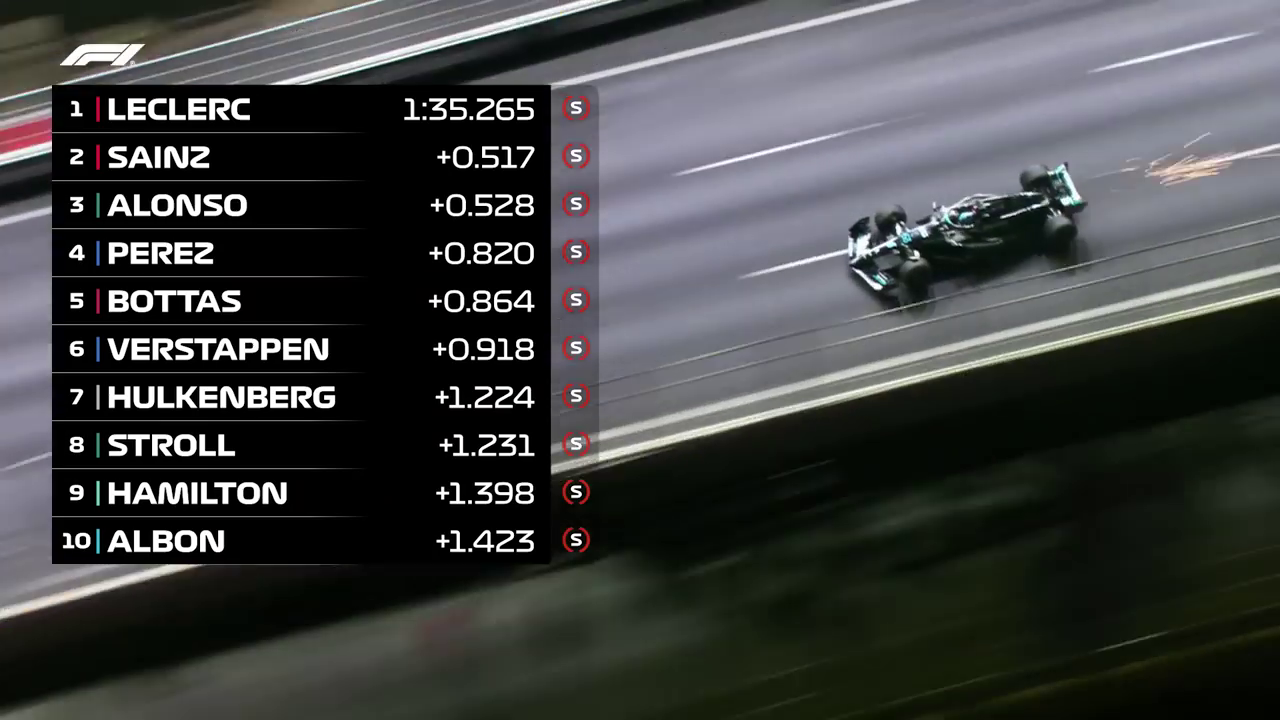 F1
1 LECLERC 1:35.265 S
2 SAINZ +0.517 S
3 ALONSO +0.528 S
4 PEREZ +0.820 S
5 BOTTAS +0.864 S
6 VERSTAPPEN +0.918 S
7 HULKENBERG +1.224 S
8 STROLL +1.231 S
9 HAMILTON +1.398 S
10 ALBON +1.423 S